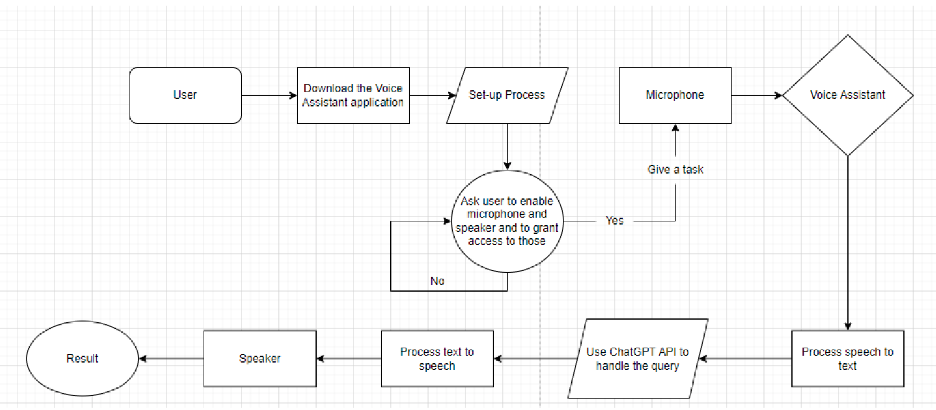 User
Download the Voice
Assistant application
Set-up Process
Microphone
Voice Assistant
Give a task
Ask user to enable
microphone and
speaker and to grant
access to those
Yes
No
Result
Speaker
Process text to
speech
Use ChatGPT API to
handle the query
Process speech to
text